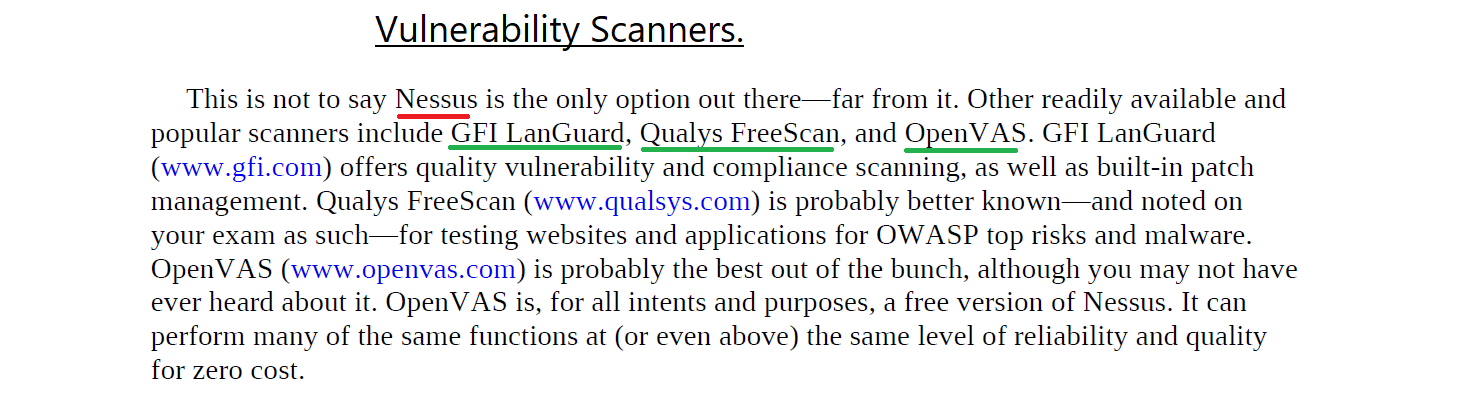 Vulnerability Scanners.
This is not to say Nessus is the only option out there—far from it. Other readily available and
popular scanners include GFI LanGuard, Qualys FreeScan, and OpenVAS. GFI LanGuard
(www.gfi.com) offers quality vulnerability and compliance scanning, as well as built-in patch
management. Qualys FreeScan (www.qualsys.com) is probably better known—and noted on
your exam as such—for testing websites and applications for OWASP top risks and malware.
OpenVAS (www.openvas.com) is probably the best out of the bunch, although you may not have
ever heard about it. OpenVAS is, for all intents and purposes, a free version of Nessus. It can
perform many of the same functions at (or even above) the same level of reliability and quality
for zero cost.